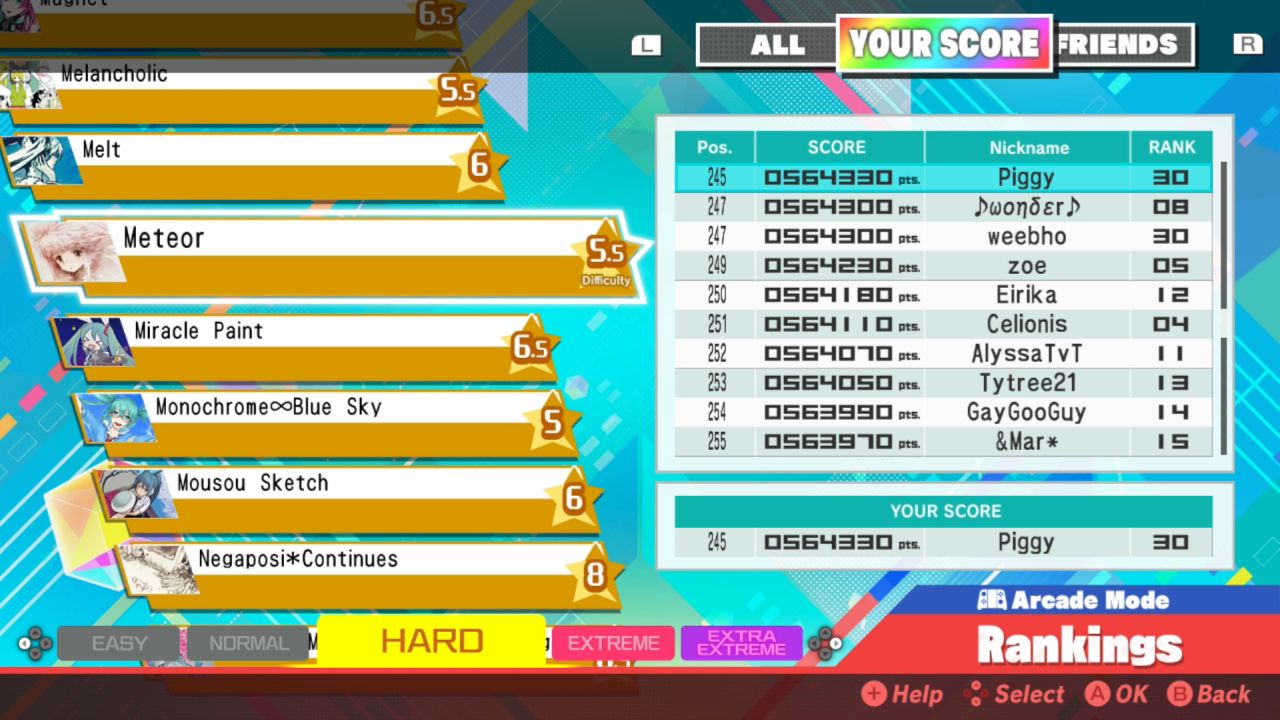 Magnet
6.5
Melancholic
5.5
Melt
6
Meteor
5.5
Difficulty
Miracle Paint
6.5
Monochrome∞Blue Sky
5
Mousou Sketch
6
Negaposi*Continues
8
L ALL YOUR SCORE FRIENDS R
Pos. SCORE Nickname RANK
245 0564330 pts. Piggy 30
247 0564300 pts. ♪ωοηδεr♪ 08
247 0564300 pts. weebho 30
249 0564230 pts. zoe 05
250 0564180 pts. Eirika 12
251 0564110 pts. Celionis 04
252 0564070 pts. AlyssaTvT 11
253 0564050 pts. Tytree21 13
254 0563990 pts. GayGooGuy 14
255 0563970 pts. &Mar* 15
YOUR SCORE
245 0564330 pts. Piggy 30
Arcade Mode
Rankings
EASY NORMAL HARD EXTREME EXTRA EXTREME
+ Help Select A OK B Back